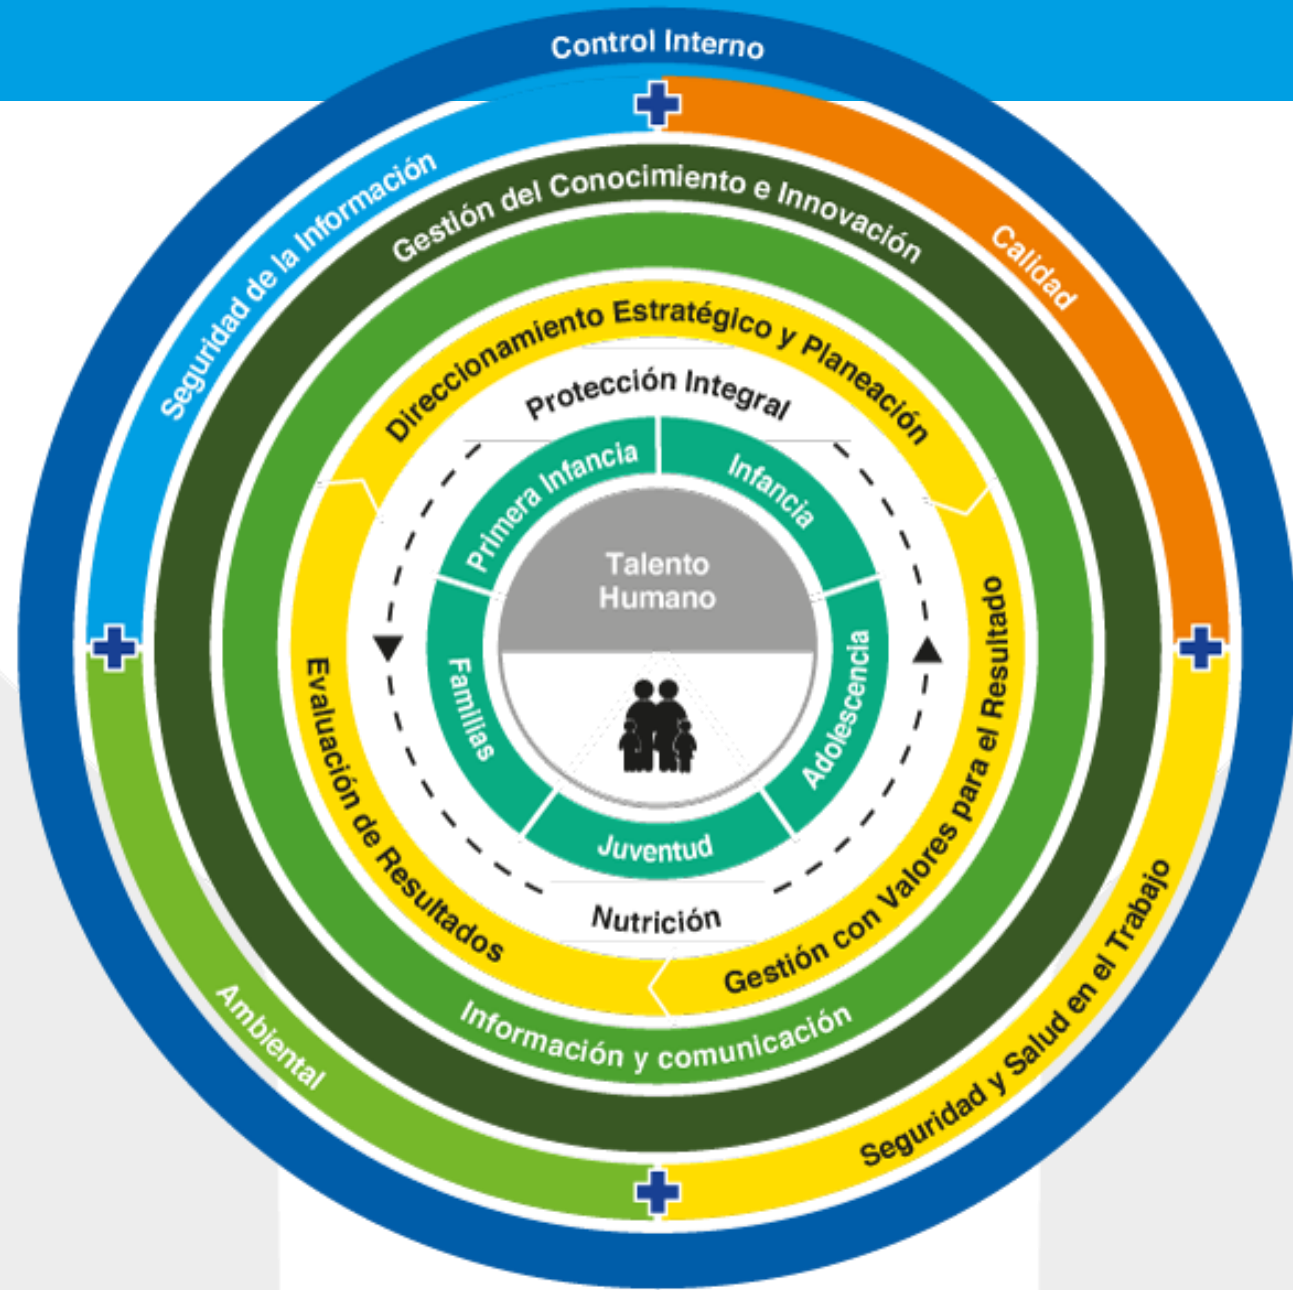 Control Interno
Seguridad de la Información
Calidad
Gestión del Conocimiento e Innovación
Direccionamiento Estratégico y Planeación
Protección Integral
Primera Infancia
Infancia
Talento
Humano
Familias
Adolescencia
Juventud
Nutrición
Evaluación de Resultados
Gestión con Valores para el Resultado
Información y comunicación
Ambiental
Seguridad y Salud en el Trabajo